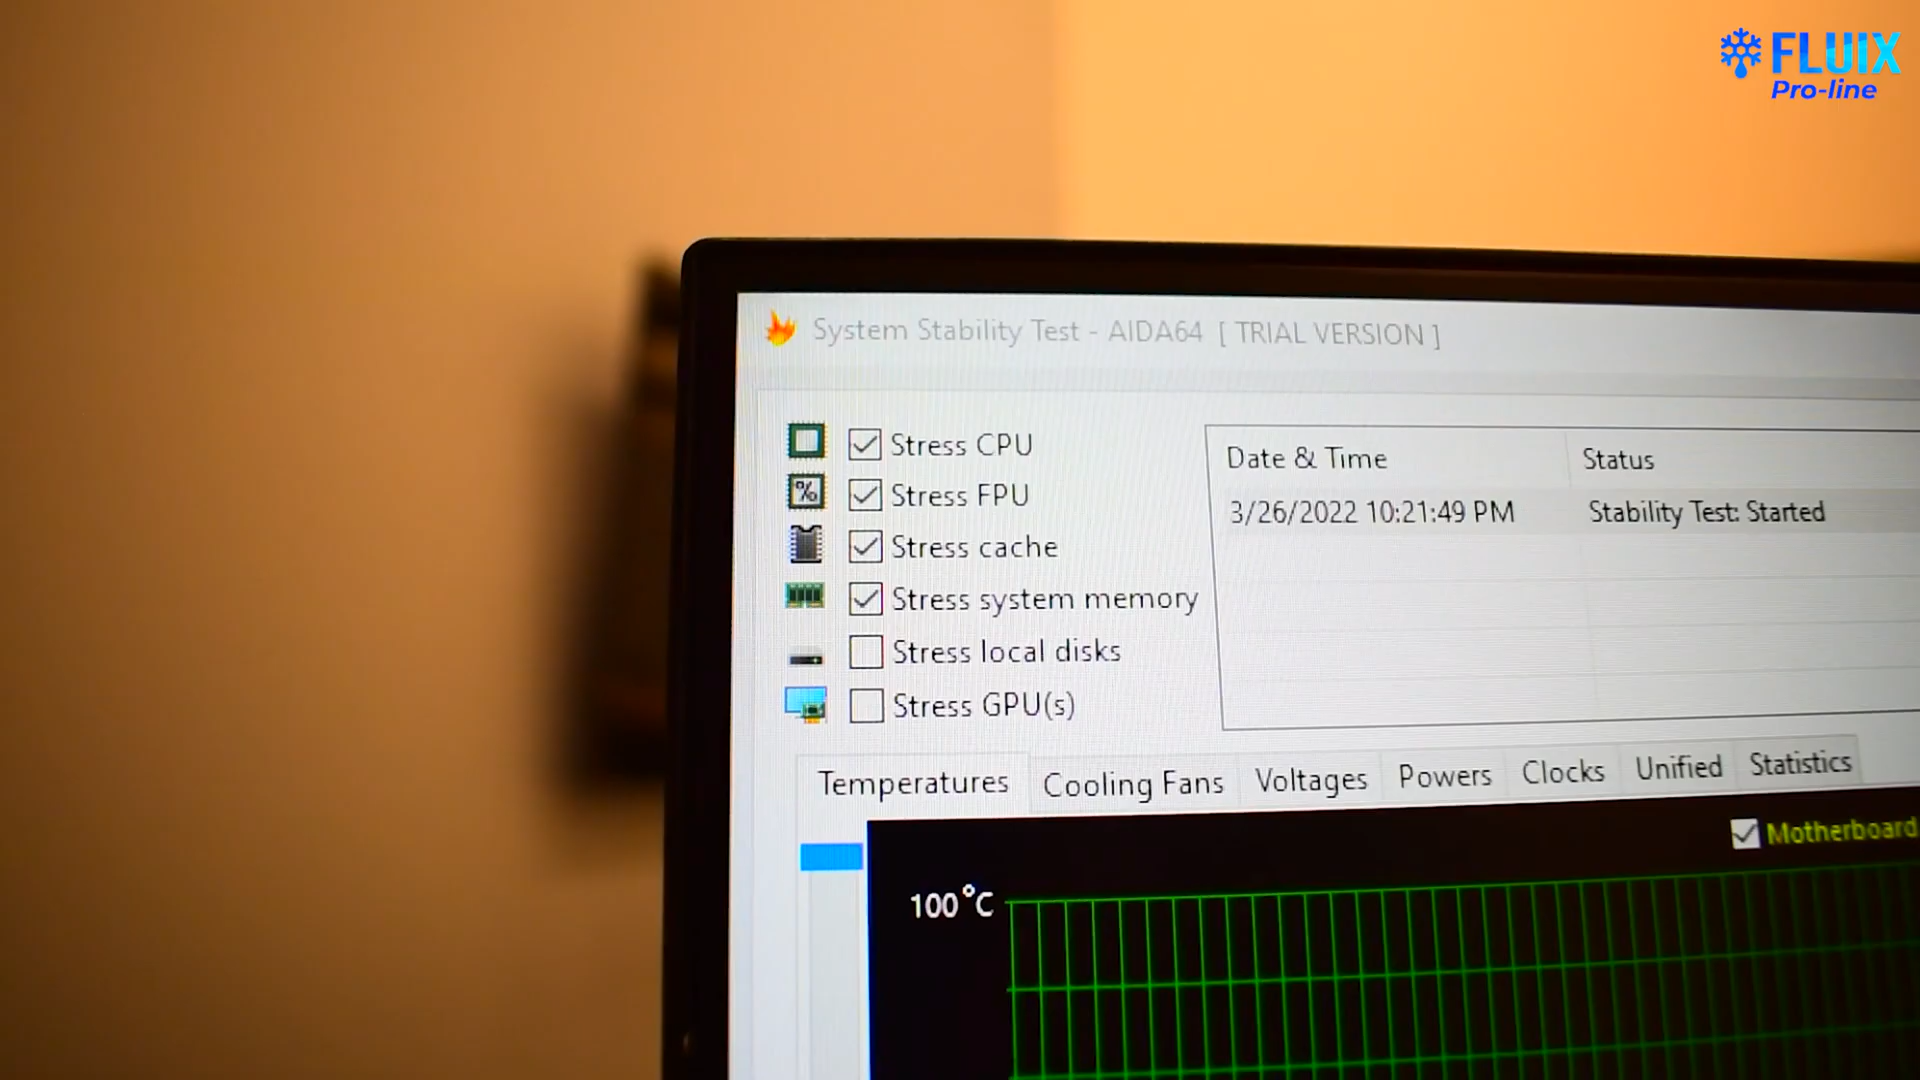 FLUIX
Pro-line
System Stability Test - AIDA64 [ TRIAL VERSION ]
Stress CPU
Stress FPU
Stress cache
Stress system memory
Stress local disks
Stress GPU(s)
Date & Time Status
3/26/2022 10:21:49 PM Stability Test: Started
Temperatures Cooling Fans Voltages Powers Clocks Unified Statistics
Motherboard
100°C